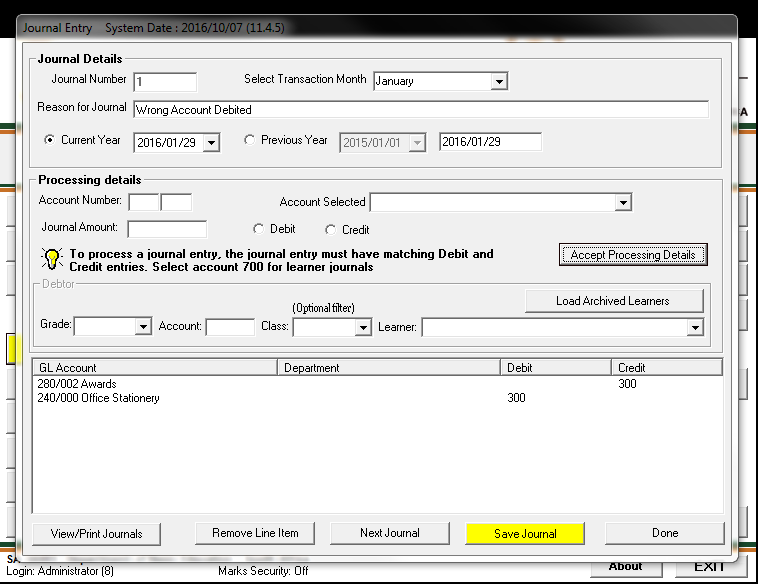 Journal Entry System Date : 2016/10/07 (11.4.5)
Journal Details
Journal Number 1 Select Transaction Month January
Reason for Journal Wrong Account Debited
Current Year 2016/01/29 Previous Year 2015/01/01 2016/01/29
Processing details
Account Number: Account Selected
Journal Amount: Debit Credit
To process a journal entry, the journal entry must have matching Debit and
Credit entries. Select account 700 for learner journals
Accept Processing Details
Debtor
Load Archived Learners
(Optional filter)
Grade: Account: Class: Learner:
GL Account Department Debit Credit
280/002 Awards 300
240/000 Office Stationery 300
View/Print Journals Remove Line Item Next Journal Save Journal Done
Login: Administrator (8) Marks Security: Off About EXIT